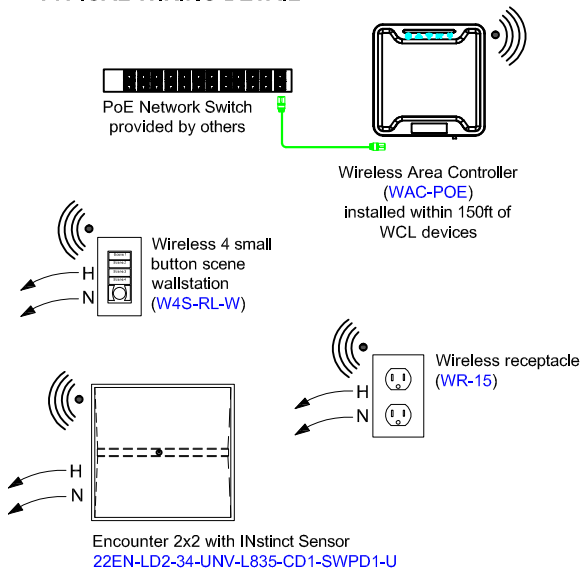 PoE Network Switch
provided by others
Wireless Area Controller
(WAC-POE)
installed within 150ft of
WCL devices
Wireless 4 small
button scene
wallstation
(W4S-RL-W)
H
N
Wireless receptacle
(WR-15)
H
N
H
N
Encounter 2x2 with INstinct Sensor
22EN-LD2-34-UNV-L835-CD1-SWPD1-U